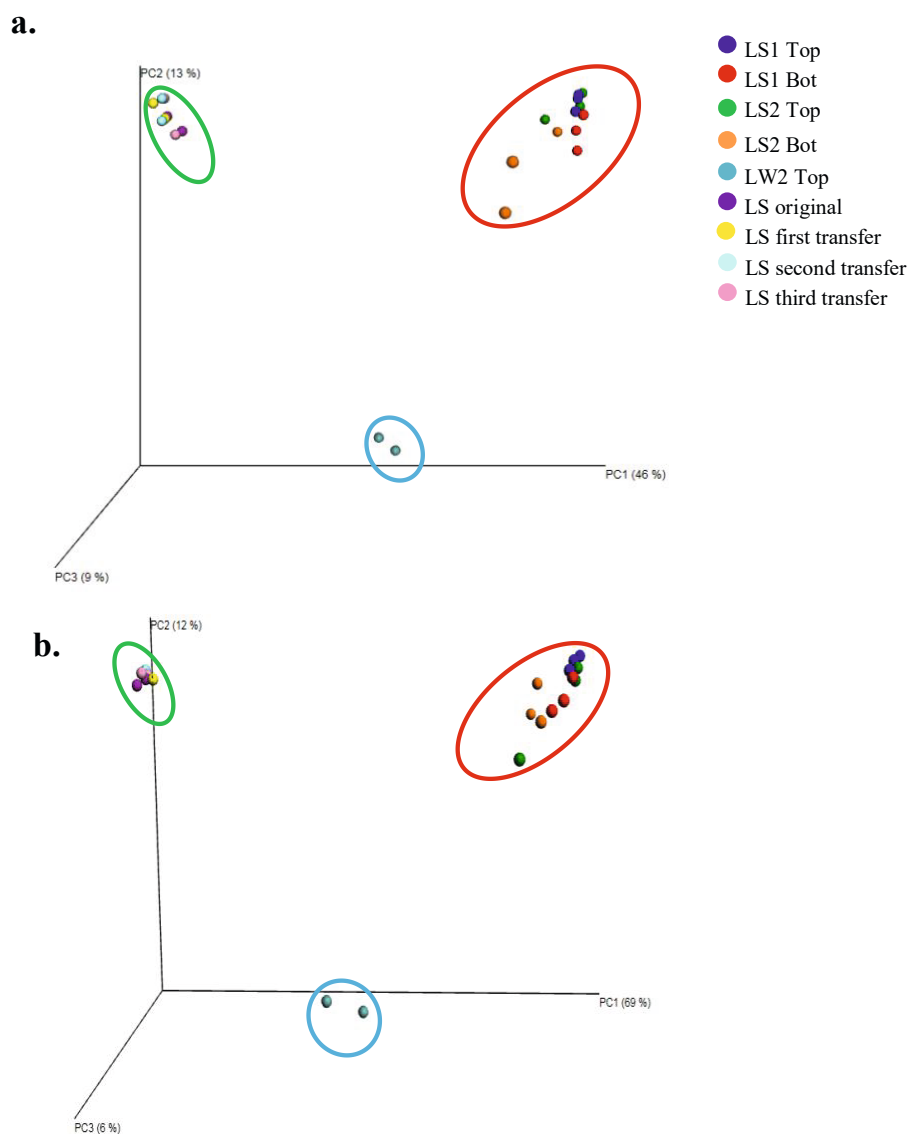 a.
PC2 (13 %)
LS1 Top
LS1 Bot
LS2 Top
LS2 Bot
LW2 Top
LS original
LS first transfer
LS second transfer
LS third transfer
PC1 (46 %)
PC3 (9 %)
b.
PC2 (12 %)
PC1 (69 %)
PC3 (6 %)